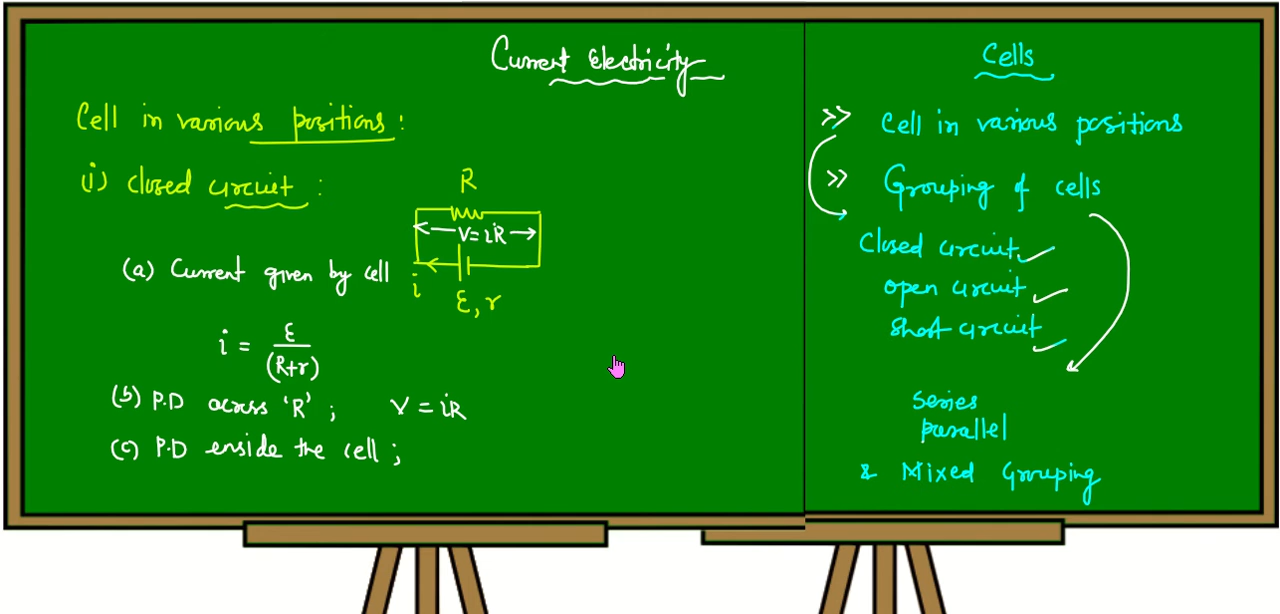 Current Electricity
Cell in various positions :
(i) Closed circuit :
R
V = iR
i
ε, r
(a) Current given by cell
i = ε / (R+r)
(b) P.D across 'R' ; V = iR
(c) P.D inside the cell ;
Cells
>> Cell in various positions
>> Grouping of cells
Closed circuit
open circuit
short circuit
series
parallel
& Mixed Grouping